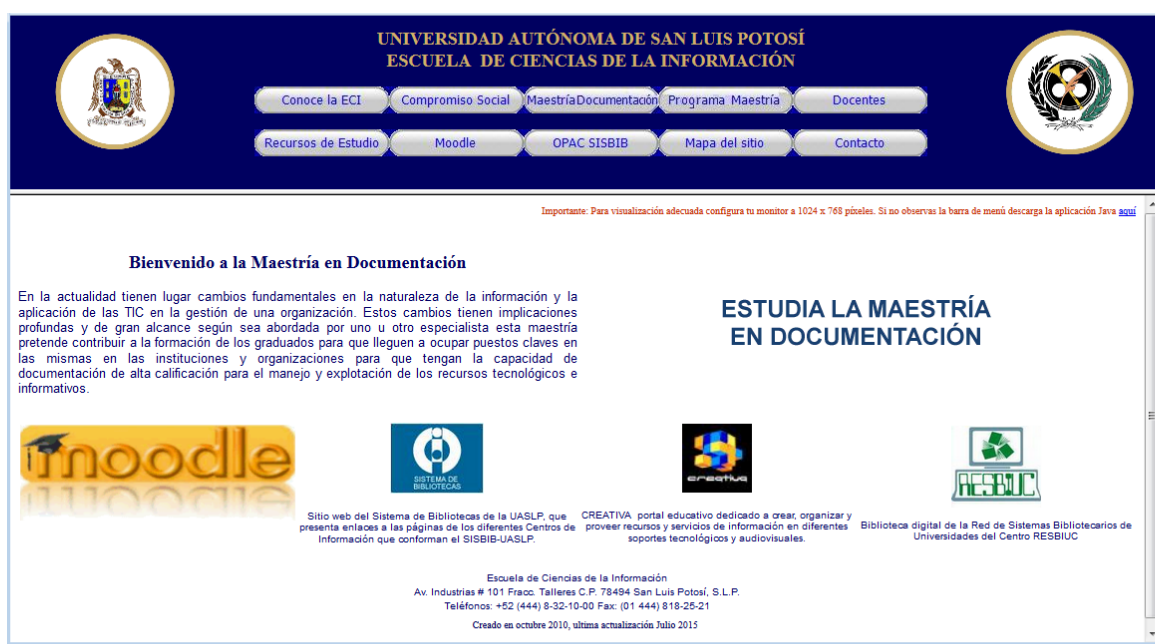 UNIVERSIDAD AUTÓNOMA DE SAN LUIS POTOSÍ
ESCUELA DE CIENCIAS DE LA INFORMACIÓN
Conoce la ECI
Compromiso Social
MaestríaDocumentación
Programa Maestría
Docentes
Recursos de Estudio
Moodle
OPAC SISBIB
Mapa del sitio
Contacto
Importante: Para visualización adecuada configura tu monitor a 1024 x 768 píxeles. Si no observas la barra de menú descarga la aplicación Java aquí
Bienvenido a la Maestría en Documentación
En la actualidad tienen lugar cambios fundamentales en la naturaleza de la información y la
aplicación de las TIC en la gestión de una organización. Estos cambios tienen implicaciones
profundas y de gran alcance según sea abordada por uno u otro especialista esta maestría
pretende contribuir a la formación de los graduados para que lleguen a ocupar puestos claves en
las mismas en las instituciones y organizaciones para que tengan la capacidad de
documentación de alta calificación para el manejo y explotación de los recursos tecnológicos e
informativos.
ESTUDIA LA MAESTRÍA
EN DOCUMENTACIÓN
moodle
SISTEMA DE
BIBLIOTECAS
creativa
RESBIUC
Sitio web del Sistema de Bibliotecas de la UASLP, que
presenta enlaces a las páginas de los diferentes Centros de
Información que conforman el SISBIB-UASLP.
CREATIVA portal educativo dedicado a crear, organizar y
proveer recursos y servicios de información en diferentes
soportes tecnológicos y audiovisuales.
Biblioteca digital de la Red de Sistemas Bibliotecarios de
Universidades del Centro RESBIUC
Escuela de Ciencias de la Información
Av. Industrias # 101 Fracc. Talleres C.P. 78494 San Luis Potosí, S.L.P.
Teléfonos: +52 (444) 8-32-10-00 Fax: (01 444) 818-25-21
Creado en octubre 2010, ultima actualización Julio 2015